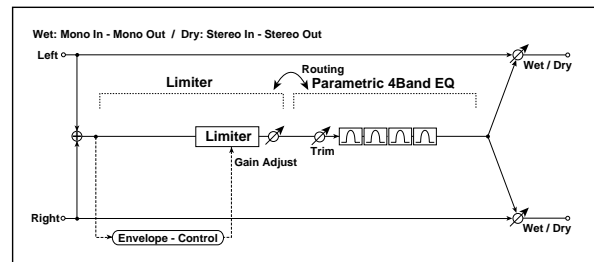 Wet: Mono In - Mono Out / Dry: Stereo In - Stereo Out
Left
Wet / Dry
Routing
Limiter
Parametric 4Band EQ
Limiter
Gain Adjust
Trim
Right
Envelope - Control
Wet / Dry